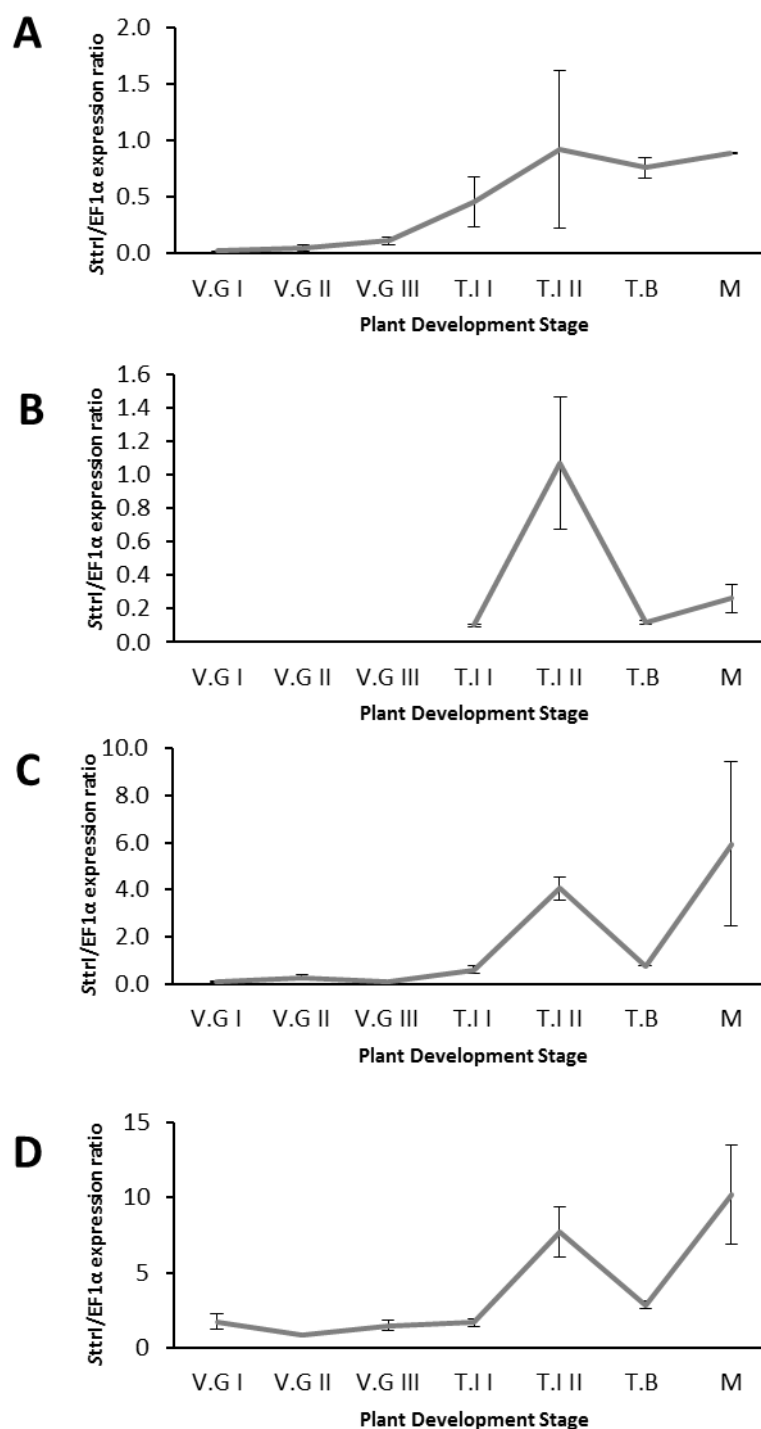 A
Sttrl/EF1α expression ratio
2.0
1.5
1.0
0.5
0.0
V.G I V.G II V.G III T.I I T.I II T.B M
Plant Development Stage
B
Sttrl/EF1α expression ratio
1.6
1.4
1.2
1.0
0.8
0.6
0.4
0.2
0.0
V.G I V.G II V.G III T.I I T.I II T.B M
Plant Development Stage
C
Sttrl/EF1α expression ratio
10.0
8.0
6.0
4.0
2.0
0.0
V.G I V.G II V.G III T.I I T.I II T.B M
Plant Development Stage
D
Sttrl/EF1α expression ratio
15
10
5
0
V.G I V.G II V.G III T.I I T.I II T.B M
Plant Development Stage